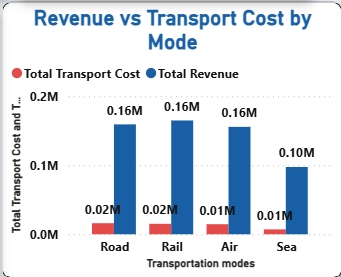 Revenue vs Transport Cost by
Mode
Total Transport Cost Total Revenue
Total Transport Cost and T...
0.2M
0.1M
0.0M
0.02M 0.16M
0.02M 0.16M
0.01M 0.16M
0.01M 0.10M
Road Rail Air Sea
Transportation modes